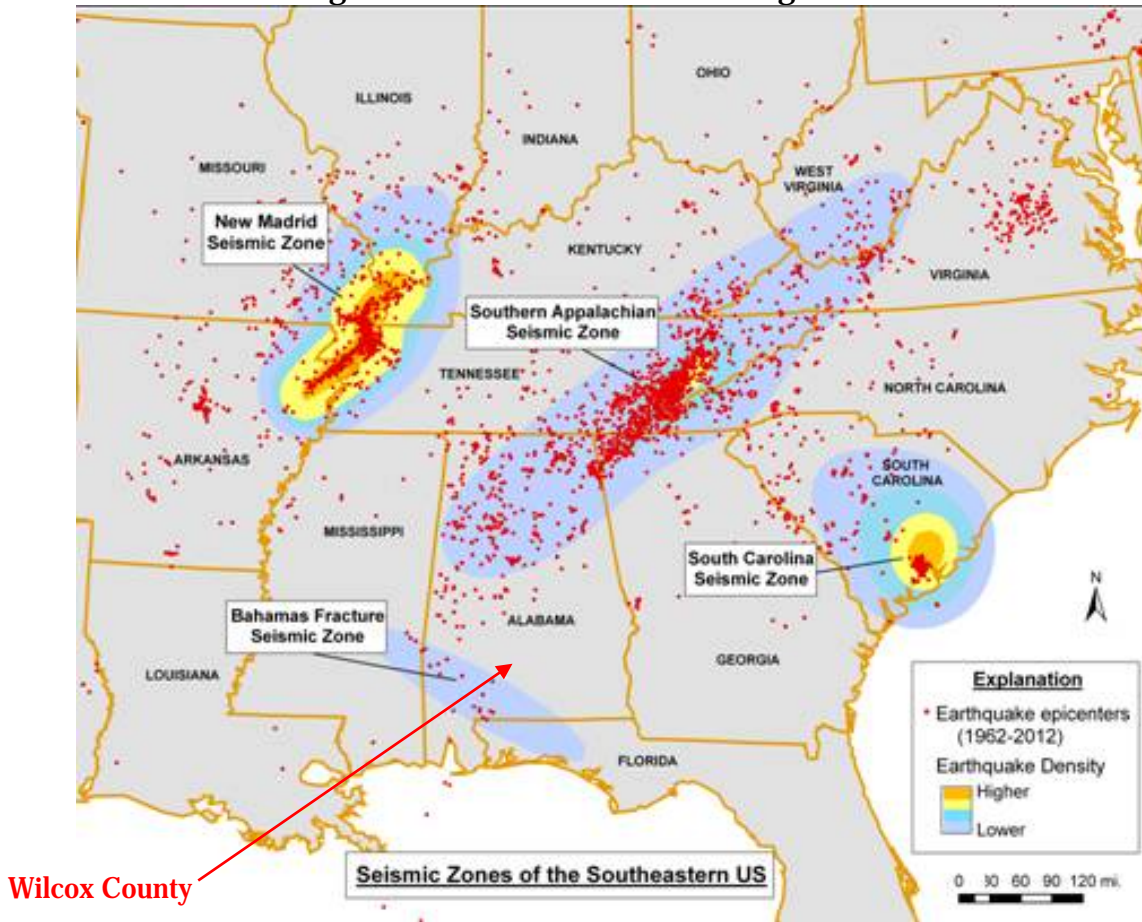 ILLINOIS
OHIO
INDIANA
MISSOURI
WEST
VIRGINIA
New Madrid
Seismic Zone
KENTUCKY
VIRGINIA
Southern Appalachian
Seismic Zone
TENNESSEE
NORTH CAROLINA
ARKANSAS
SOUTH
CAROLINA
MISSISSIPPI
South Carolina
Seismic Zone
N
Bahamas Fracture
Seismic Zone
ALABAMA
GEORGIA
LOUISIANA
Explanation
Earthquake epicenters
(1962-2012)
Earthquake Density
Higher
Lower
FLORIDA
Seismic Zones of the Southeastern US
Wilcox County
0 30 60 90 120 mi.